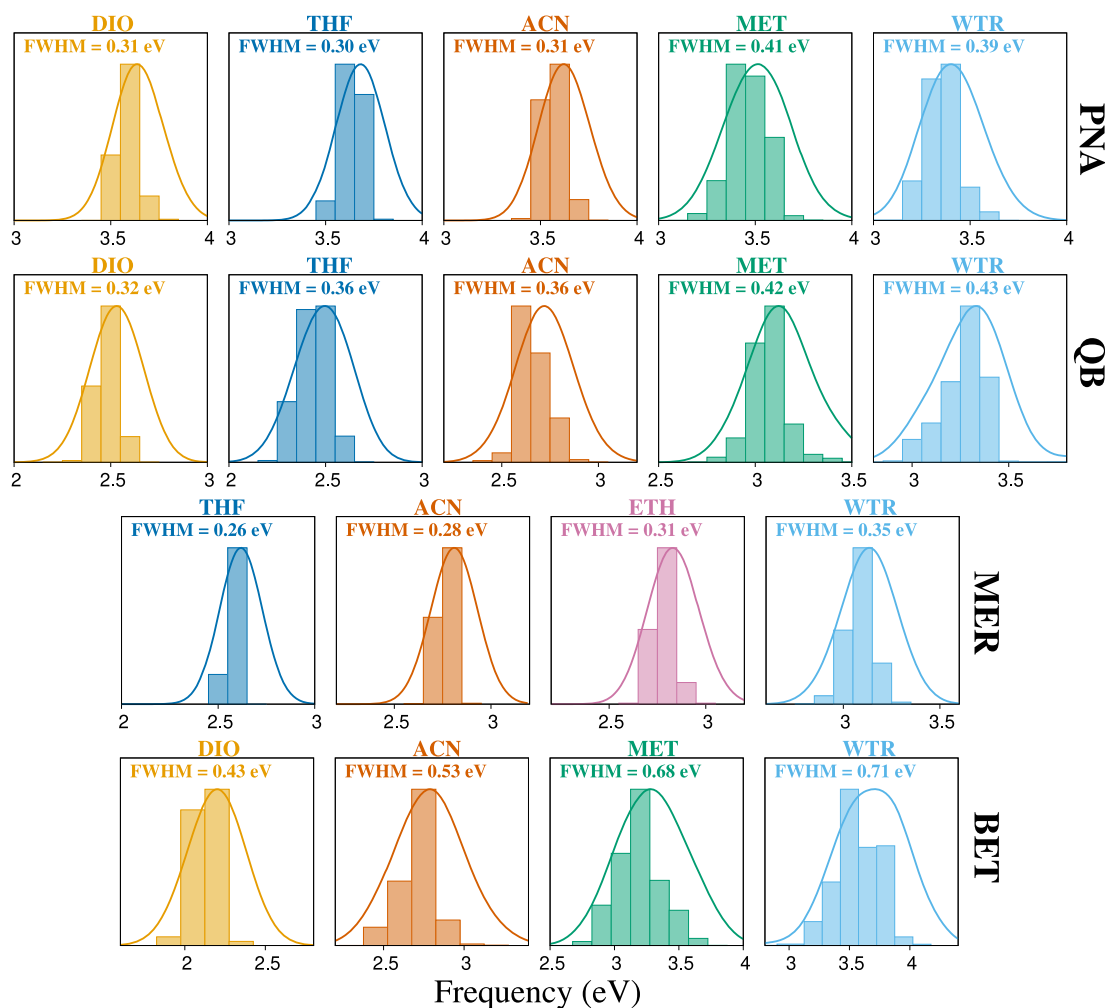 DIO THF ACN MET WTR
FWHM = 0.31 eV FWHM = 0.30 eV FWHM = 0.31 eV FWHM = 0.41 eV FWHM = 0.39 eV
PNA
3 3.5 4 3 3.5 4 3 3.5 4 3 3.5 4 3 3.5 4
DIO THF ACN MET WTR
FWHM = 0.32 eV FWHM = 0.36 eV FWHM = 0.36 eV FWHM = 0.42 eV FWHM = 0.43 eV
QB
2 2.5 3 2 2.5 3 2.5 3 2.5 3 3.5 3 3.5
THF ACN ETH WTR
FWHM = 0.26 eV FWHM = 0.28 eV FWHM = 0.31 eV FWHM = 0.35 eV
MER
2 2.5 3 2.5 3 2.5 3 3 3.5
DIO ACN MET WTR
FWHM = 0.43 eV FWHM = 0.53 eV FWHM = 0.68 eV FWHM = 0.71 eV
BET
2 2.5 2.5 3 2.5 3 3.5 4 3 3.5 4
Frequency (eV)